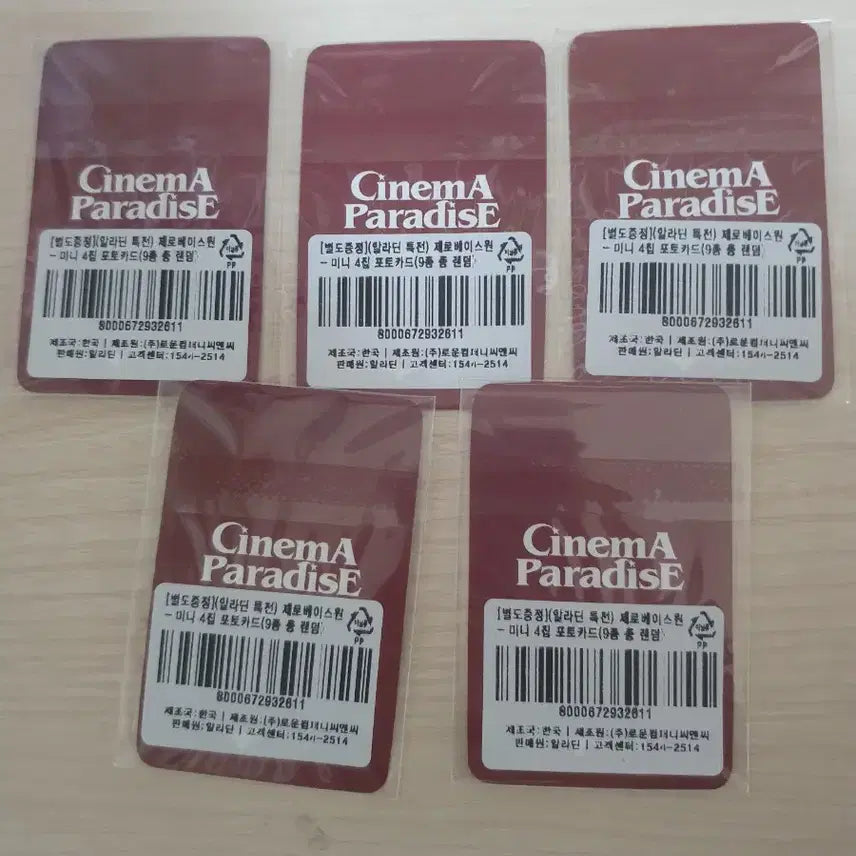 CinemA
ParadisE
[별도증정](알라딘 특전) 제로베이스원
- 미니 4집 포토카드(9종 중 랜덤)
PP
8000672932611
제조국:한국 | 제조원:(주)로운컴퍼니씨앤씨
판매원:알라딘 | 고객센터:1544-2514
CinemA
ParadisE
[별도증정](알라딘 특전) 제로베이스원
- 미니 4집 포토카드(9종 중 랜덤)
PP
8000672932611
제조국:한국 | 제조원:(주)로운컴퍼니씨앤씨
판매원:알라딘 | 고객센터:1544-2514
CinemA
ParadisE
[별도증정](알라딘 특전) 제로베이스원
- 미니 4집 포토카드(9종 중 랜덤)
PP
8000672932611
제조국:한국 | 제조원:(주)로운컴퍼니씨앤씨
판매원:알라딘 | 고객센터:1544-2514
CinemA
ParadisE
[별도증정](알라딘 특전) 제로베이스원
- 미니 4집 포토카드(9종 중 랜덤)
PP
8000672932611
제조국:한국 | 제조원:(주)로운컴퍼니씨앤씨
판매원:알라딘 | 고객센터:1544-2514
CinemA
ParadisE
[별도증정](알라딘 특전) 제로베이스원
- 미니 4집 포토카드(9종 중 랜덤)
PP
8000672932611
제조국:한국 | 제조원:(주)로운컴퍼니씨앤씨
판매원:알라딘 | 고객센터:1544-2514